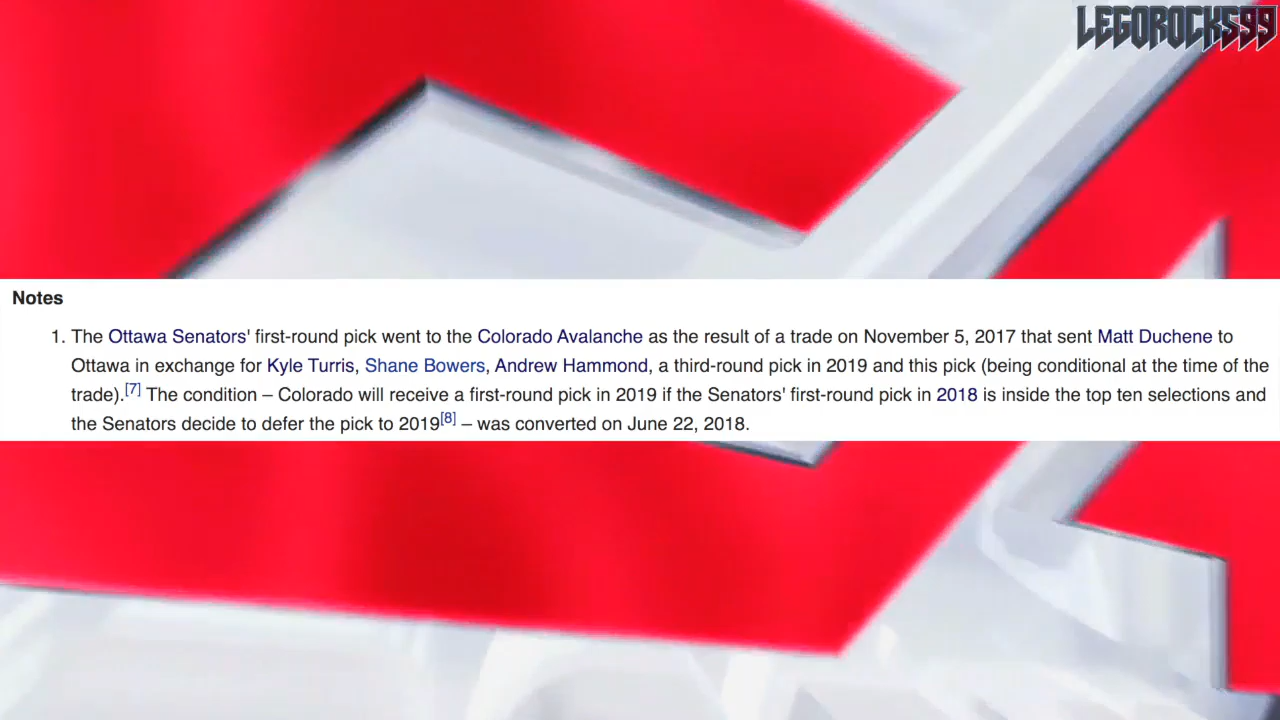 LEGOROCKS99
Notes
1. The Ottawa Senators' first-round pick went to the Colorado Avalanche as the result of a trade on November 5, 2017 that sent Matt Duchene to
Ottawa in exchange for Kyle Turris, Shane Bowers, Andrew Hammond, a third-round pick in 2019 and this pick (being conditional at the time of the
trade).[7] The condition – Colorado will receive a first-round pick in 2019 if the Senators' first-round pick in 2018 is inside the top ten selections and
the Senators decide to defer the pick to 2019[8] – was converted on June 22, 2018.